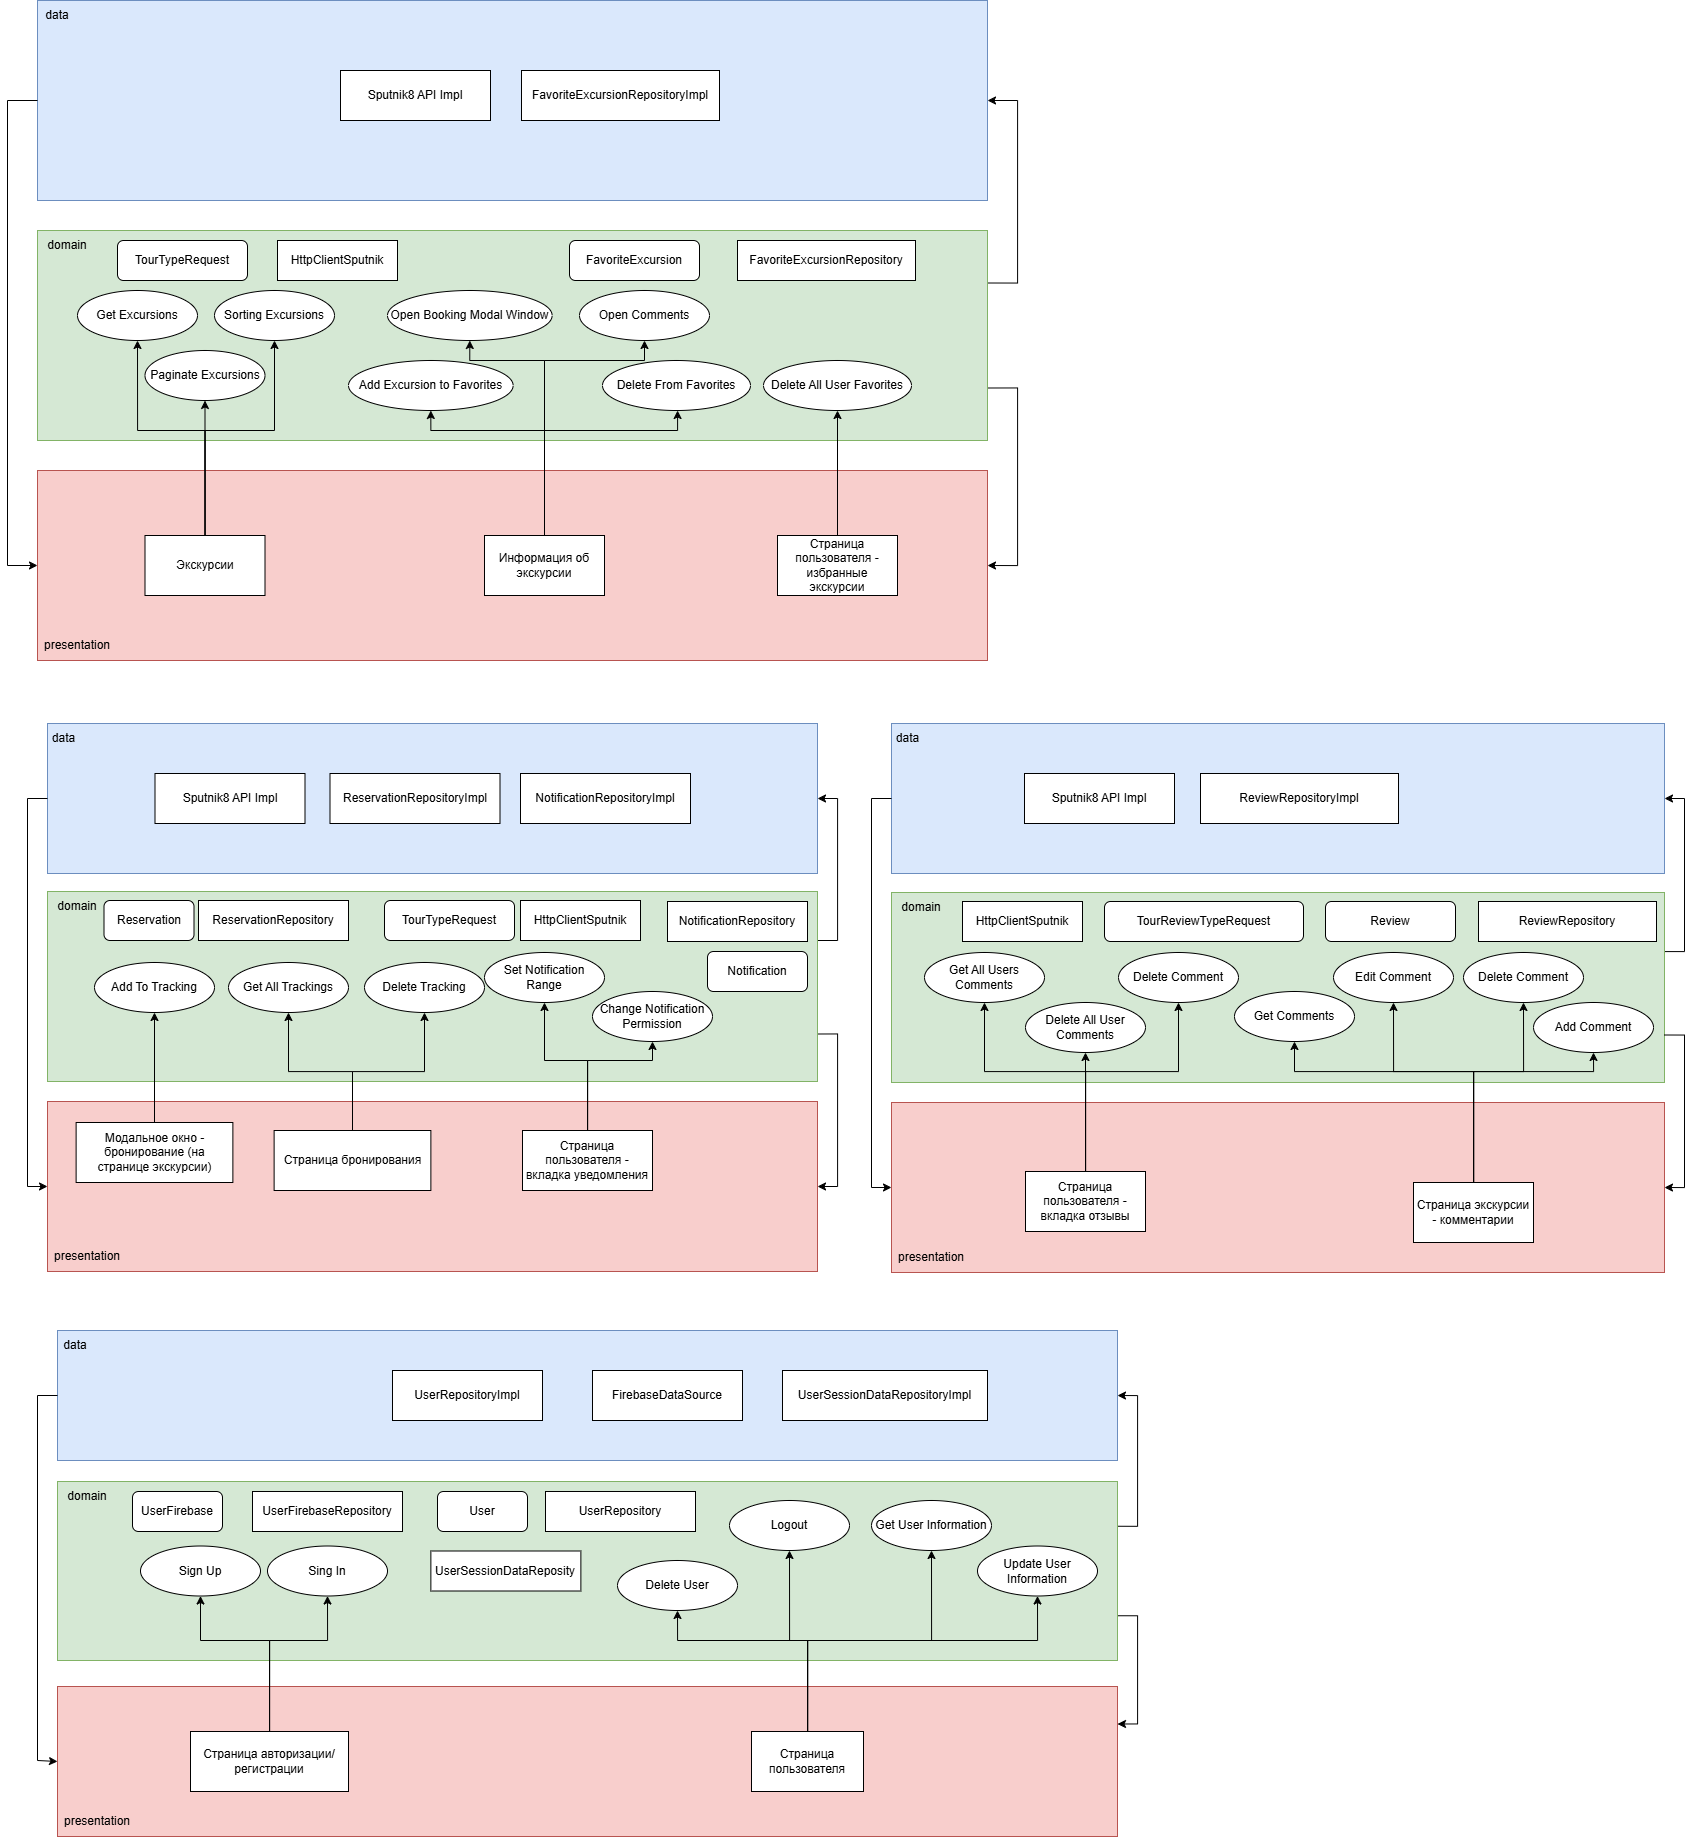 data
Sputnik8 API Impl
FavoriteExcursionRepositoryImpl
domain
TourTypeRequest
HttpClientSputnik
FavoriteExcursion
FavoriteExcursionRepository
Get Excursions
Sorting Excursions
Open Booking Modal Window
Open Comments
Paginate Excursions
Add Excursion to Favorites
Delete From Favorites
Delete All User Favorites
Экскурсии
Информация об
экскурсии
Страница
пользователя -
избранные
экскурсии
presentation
data
Sputnik8 API Impl
ReservationRepositoryImpl
NotificationRepositoryImpl
domain
Reservation
ReservationRepository
TourTypeRequest
HttpClientSputnik
NotificationRepository
Notification
Add To Tracking
Get All Trackings
Delete Tracking
Set Notification
Range
Change Notification
Permission
Модальное окно -
бронирование (на
странице экскурсии)
Страница бронирования
Страница
пользователя -
вкладка уведомления
presentation
data
Sputnik8 API Impl
ReviewRepositoryImpl
domain
HttpClientSputnik
TourReviewTypeRequest
Review
ReviewRepository
Get All Users
Comments
Delete All User
Comments
Delete Comment
Get Comments
Edit Comment
Delete Comment
Add Comment
Страница
пользователя -
вкладка отзывы
Страница экскурсии
- комментарии
presentation
data
UserRepositoryImpl
FirebaseDataSource
UserSessionDataRepositoryImpl
domain
UserFirebase
UserFirebaseRepository
User
UserRepository
Logout
Get User Information
Sign Up
Sing In
UserSessionDataReposity
Delete User
Update User
Information
Страница авторизации/
регистрации
Страница
пользователя
presentation